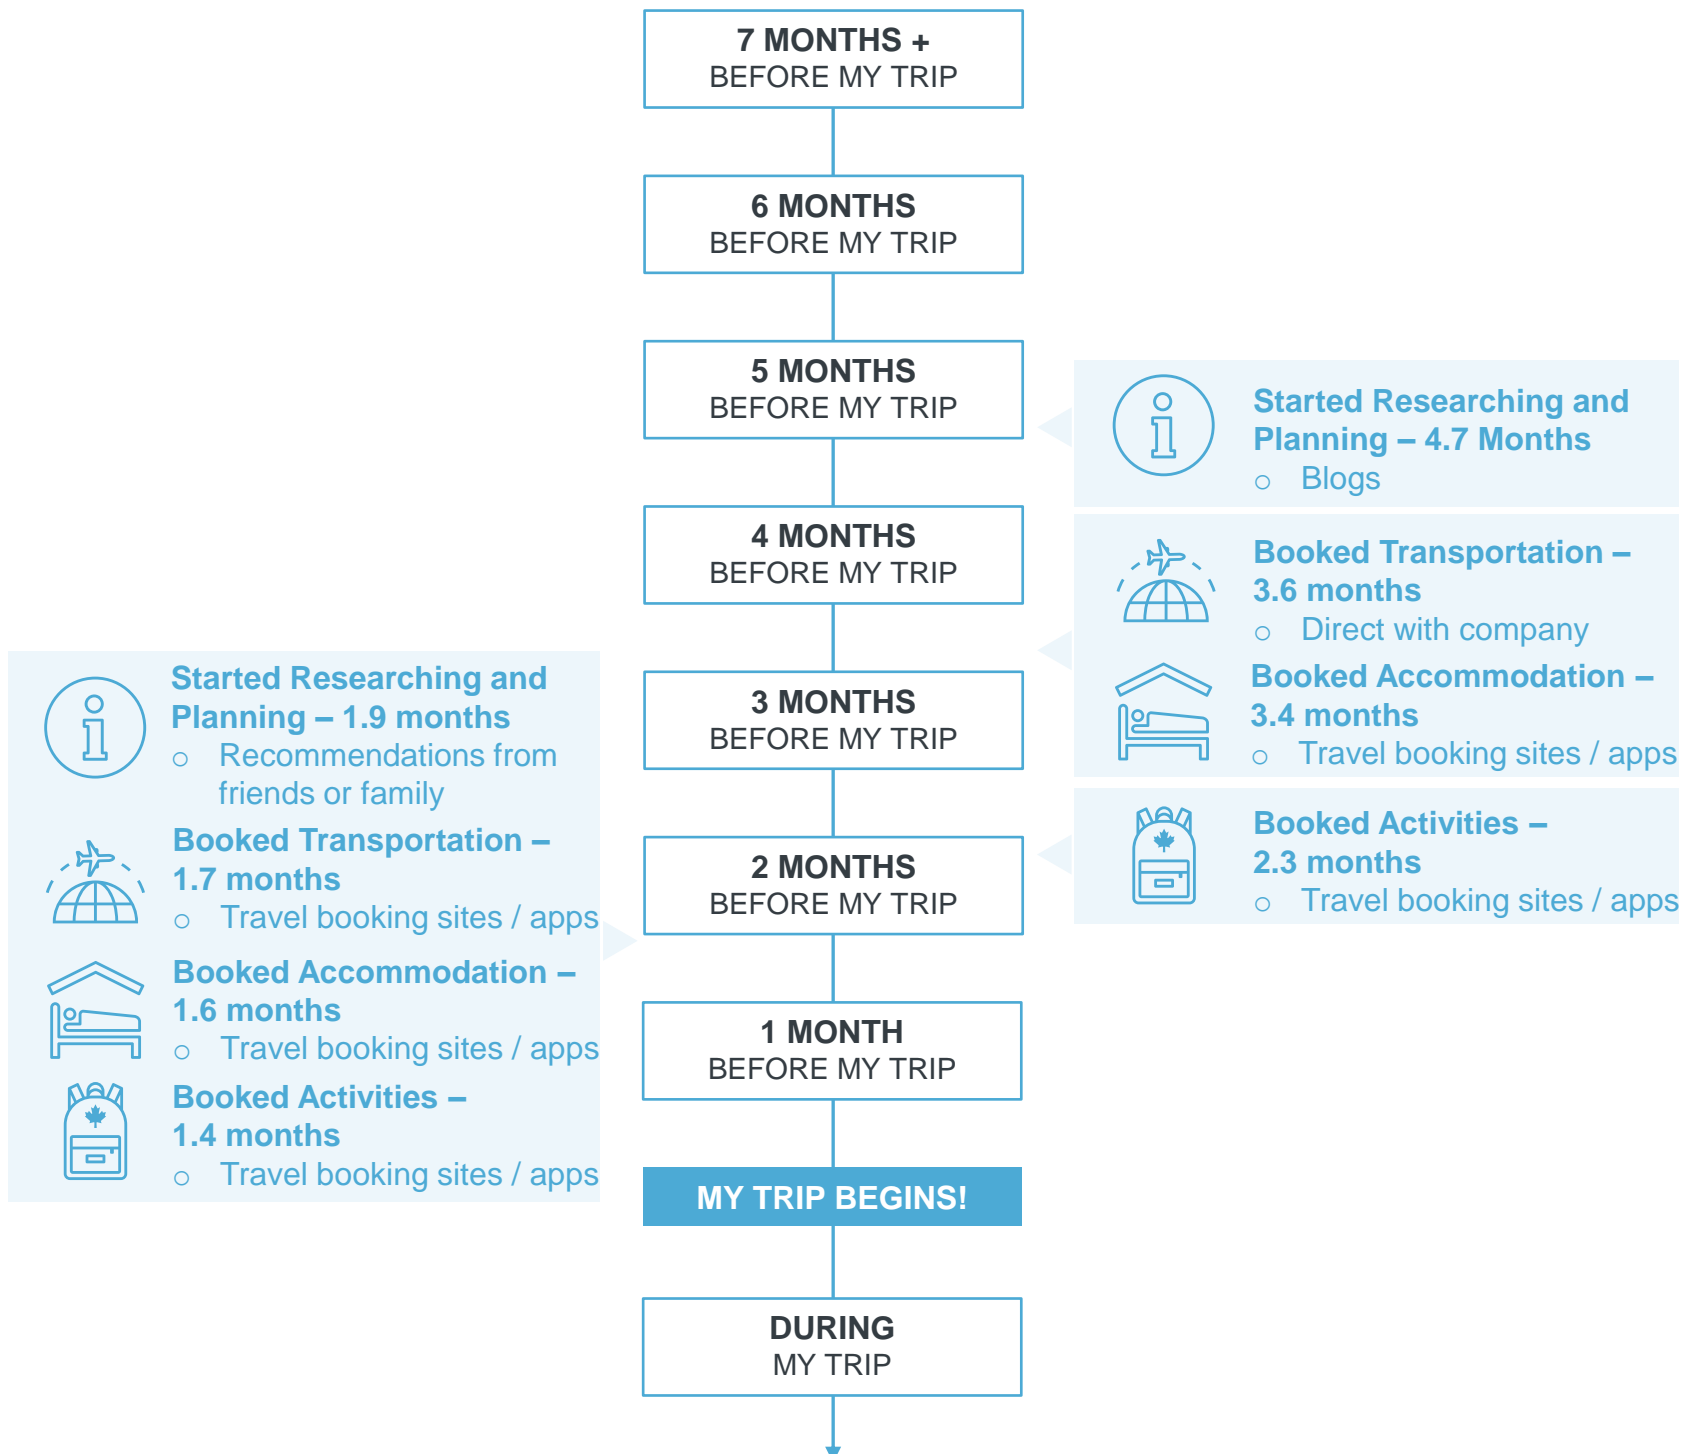 7 MONTHS +
BEFORE MY TRIP
6 MONTHS
BEFORE MY TRIP
5 MONTHS
BEFORE MY TRIP
4 MONTHS
BEFORE MY TRIP
3 MONTHS
BEFORE MY TRIP
2 MONTHS
BEFORE MY TRIP
1 MONTH
BEFORE MY TRIP
MY TRIP BEGINS!
DURING
MY TRIP
Started Researching and
Planning – 1.9 months
○ Recommendations from
friends or family
Booked Transportation –
1.7 months
○ Travel booking sites / apps
Booked Accommodation –
1.6 months
○ Travel booking sites / apps
Booked Activities –
1.4 months
○ Travel booking sites / apps
Started Researching and
Planning – 4.7 Months
○ Blogs
Booked Transportation –
3.6 months
○ Direct with company
Booked Accommodation –
3.4 months
○ Travel booking sites / apps
Booked Activities –
2.3 months
○ Travel booking sites / apps